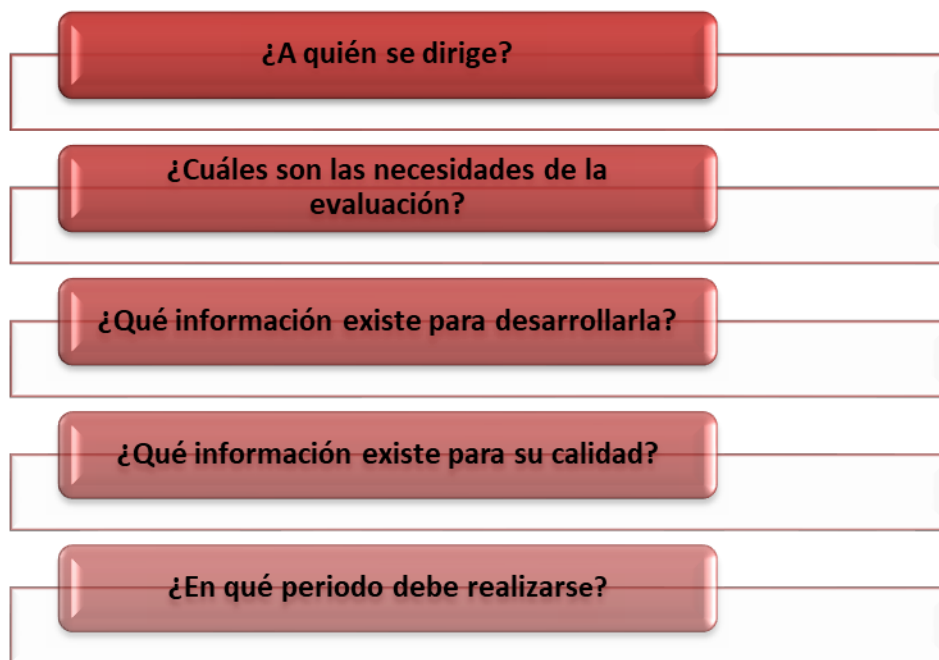 ¿A quién se dirige?
¿Cuáles son las necesidades de la
evaluación?
¿Qué información existe para desarrollarla?
¿Qué información existe para su calidad?
¿En qué periodo debe realizarse?